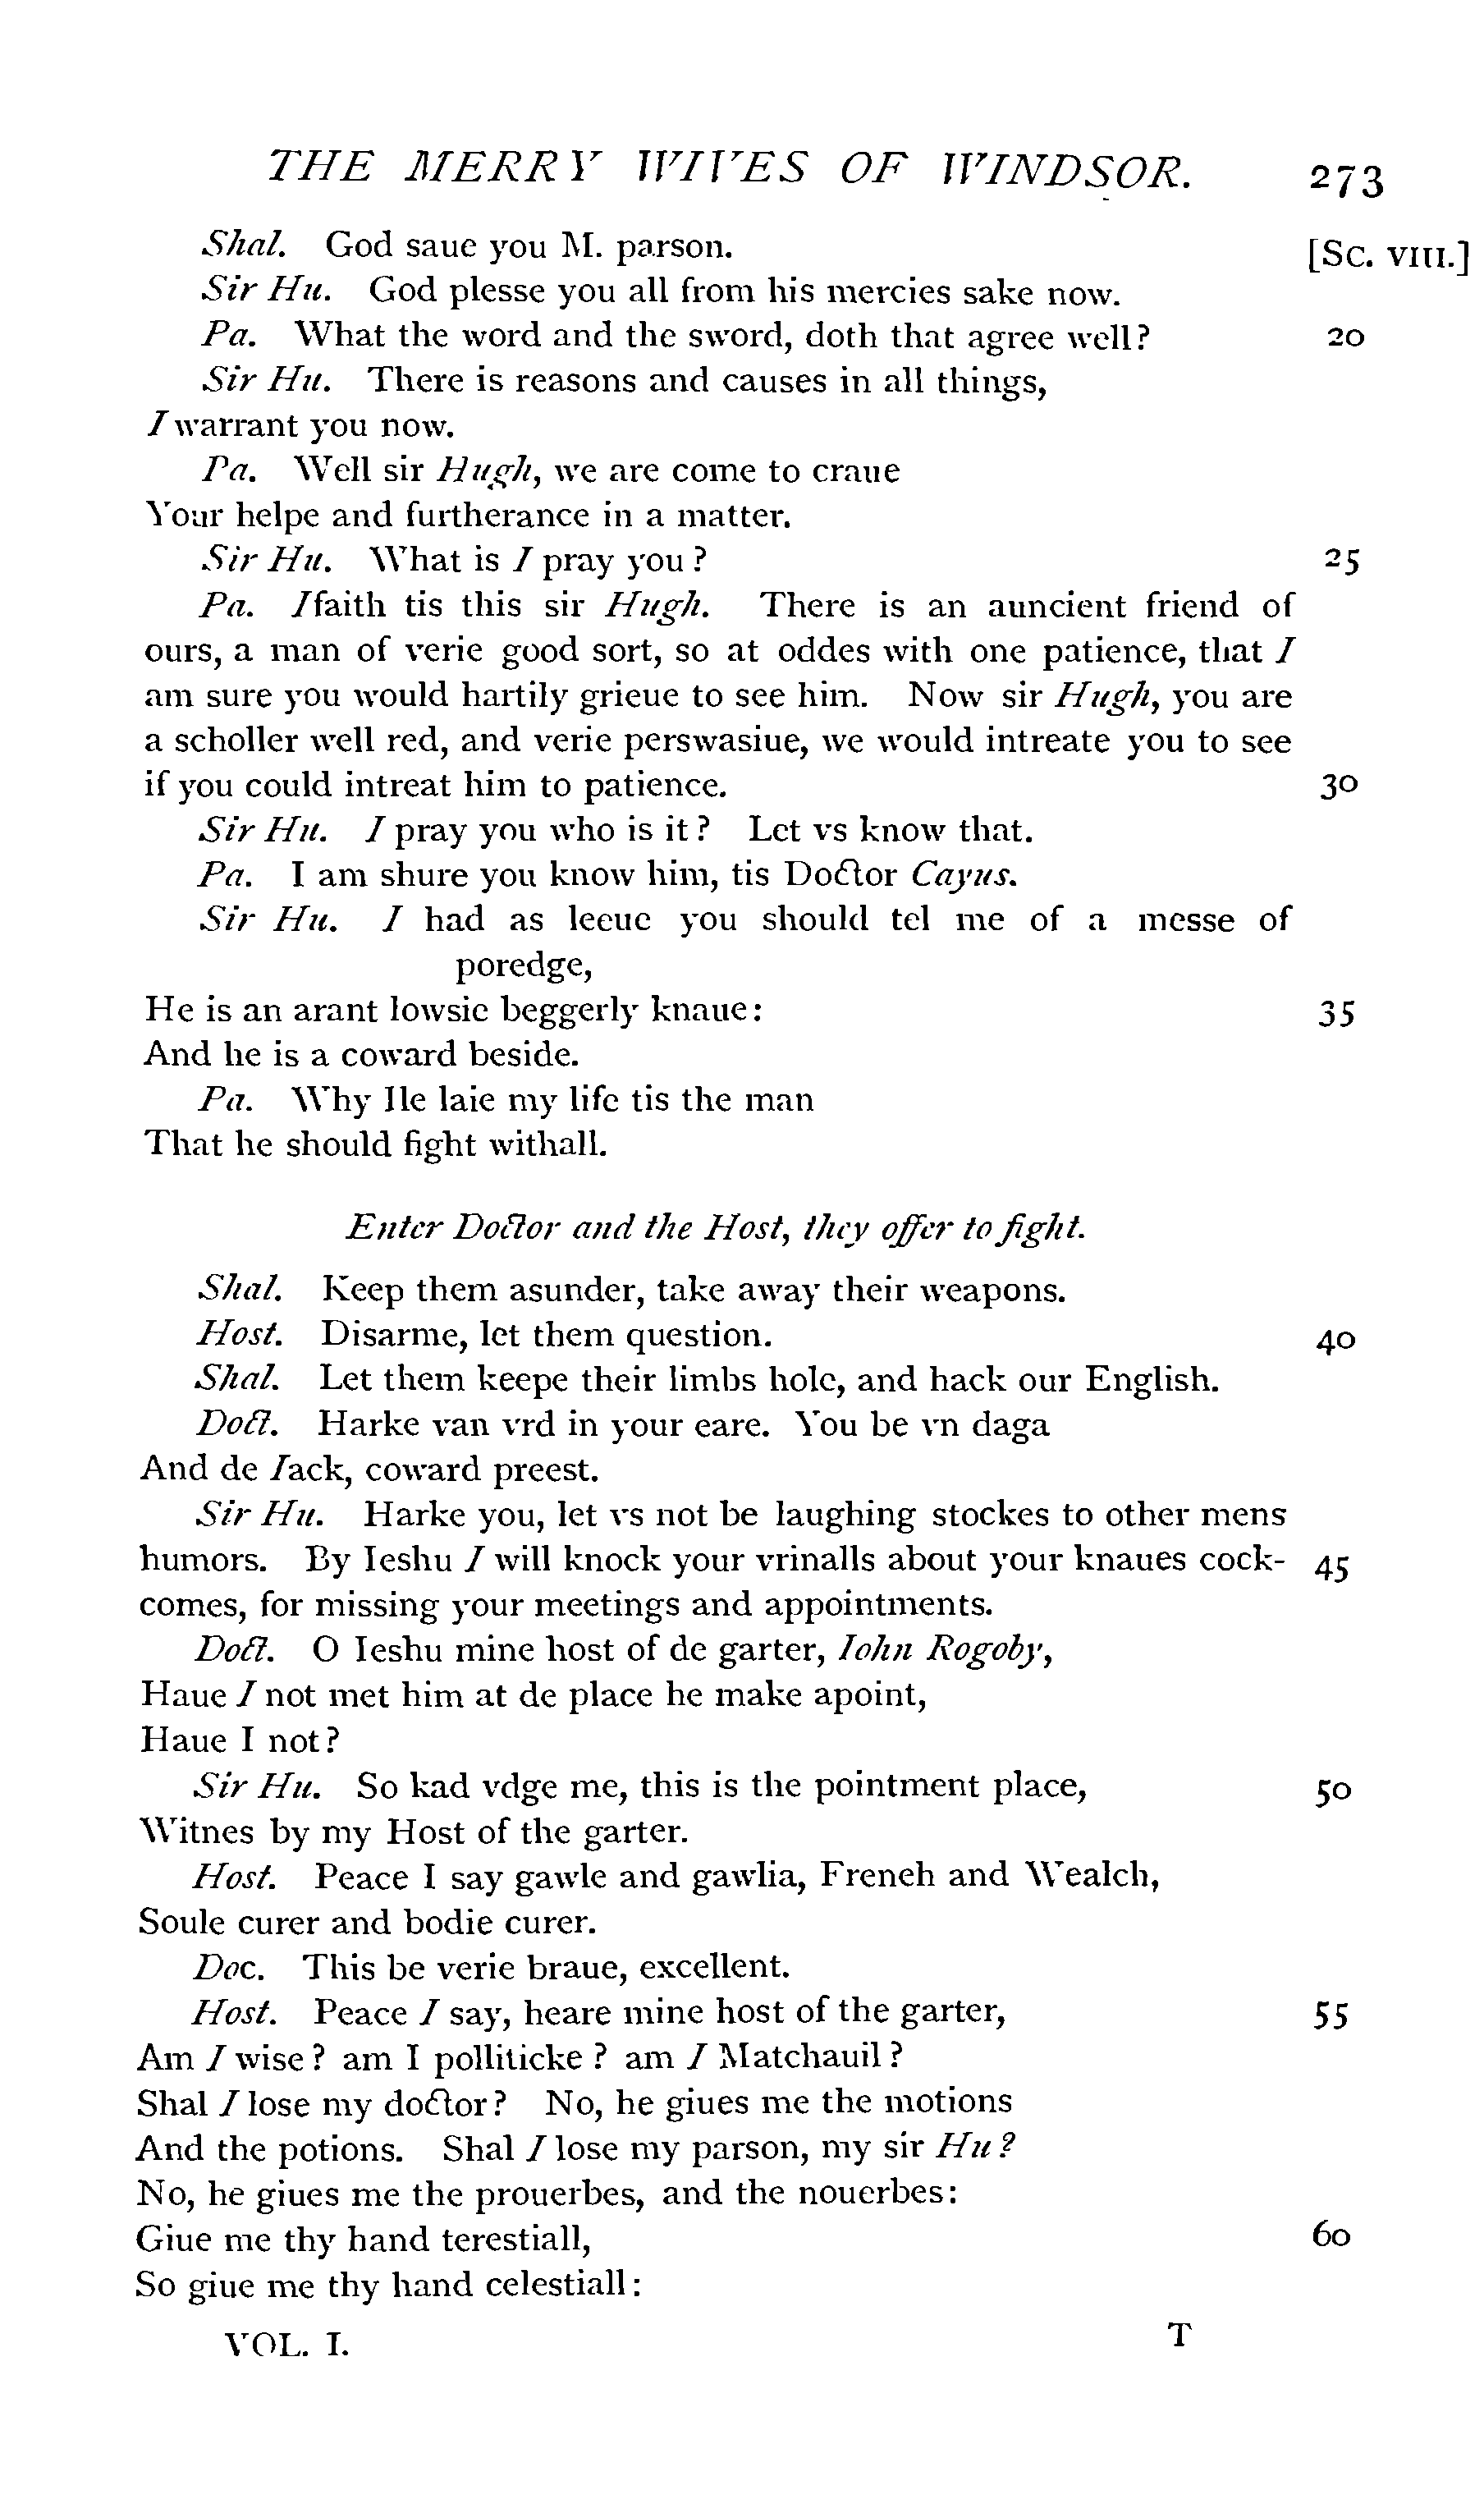 THE MERRY WIVES OF WINDSOR. 273
Shal. God saue you M. parson. [Sc. VIII.]
Sir Hu. God plesse you all from his mercies sake now.
Pa. What the word and the sword, doth that agree well? 20
Sir Hu. There is reasons and causes in all things,
I warrant you now.
Pa. Well sir Hugh, we are come to craue
Your helpe and furtherance in a matter.
Sir Hu. What is I pray you? 25
Pa. Ifaith tis this sir Hugh. There is an auncient friend of
ours, a man of verie good sort, so at oddes with one patience, that I
am sure you would hartily grieue to see him. Now sir Hugh, you are
a scholler well red, and verie perswasiue, we would intreate you to see
if you could intreat him to patience. 30
Sir Hu. I pray you who is it? Let vs know that.
Pa. I am shure you know him, tis Doctor Cayus.
Sir Hu. I had as leeue you should tel me of a messe of
poredge,
He is an arant lowsie beggerly knaue: 35
And he is a coward beside.
Pa. Why Ile laie my life tis the man
That he should fight withall.
Enter Doctor and the Host, they offer to fight.
Shal. Keep them asunder, take away their weapons.
Host. Disarme, let them question. 40
Shal. Let them keepe their limbs hole, and hack our English.
Doct. Harke van vrd in your eare. You be vn daga
And de Iack, coward preest.
Sir Hu. Harke you, let vs not be laughing stockes to other mens
humors. By Ieshu I will knock your vrinalls about your knaues cock- 45
comes, for missing your meetings and appointments.
Doct. O Ieshu mine host of de garter, Iohn Rogoby,
Haue I not met him at de place he make apoint,
Haue I not?
Sir Hu. So kad vdge me, this is the pointment place, 50
Witnes by my Host of the garter.
Host. Peace I say gawle and gawlia, French and Wealch,
Soule curer and bodie curer.
Doc. This be verie braue, excellent.
Host. Peace I say, heare mine host of the garter, 55
Am I wise? am I polliticke? am I Matchauil?
Shal I lose my doctor? No, he giues me the motions
And the potions. Shal I lose my parson, my sir Hu?
No, he giues me the prouerbes, and the nouerbes:
Giue me thy hand terestiall, 60
So giue me thy hand celestiall:
VOL. I. T